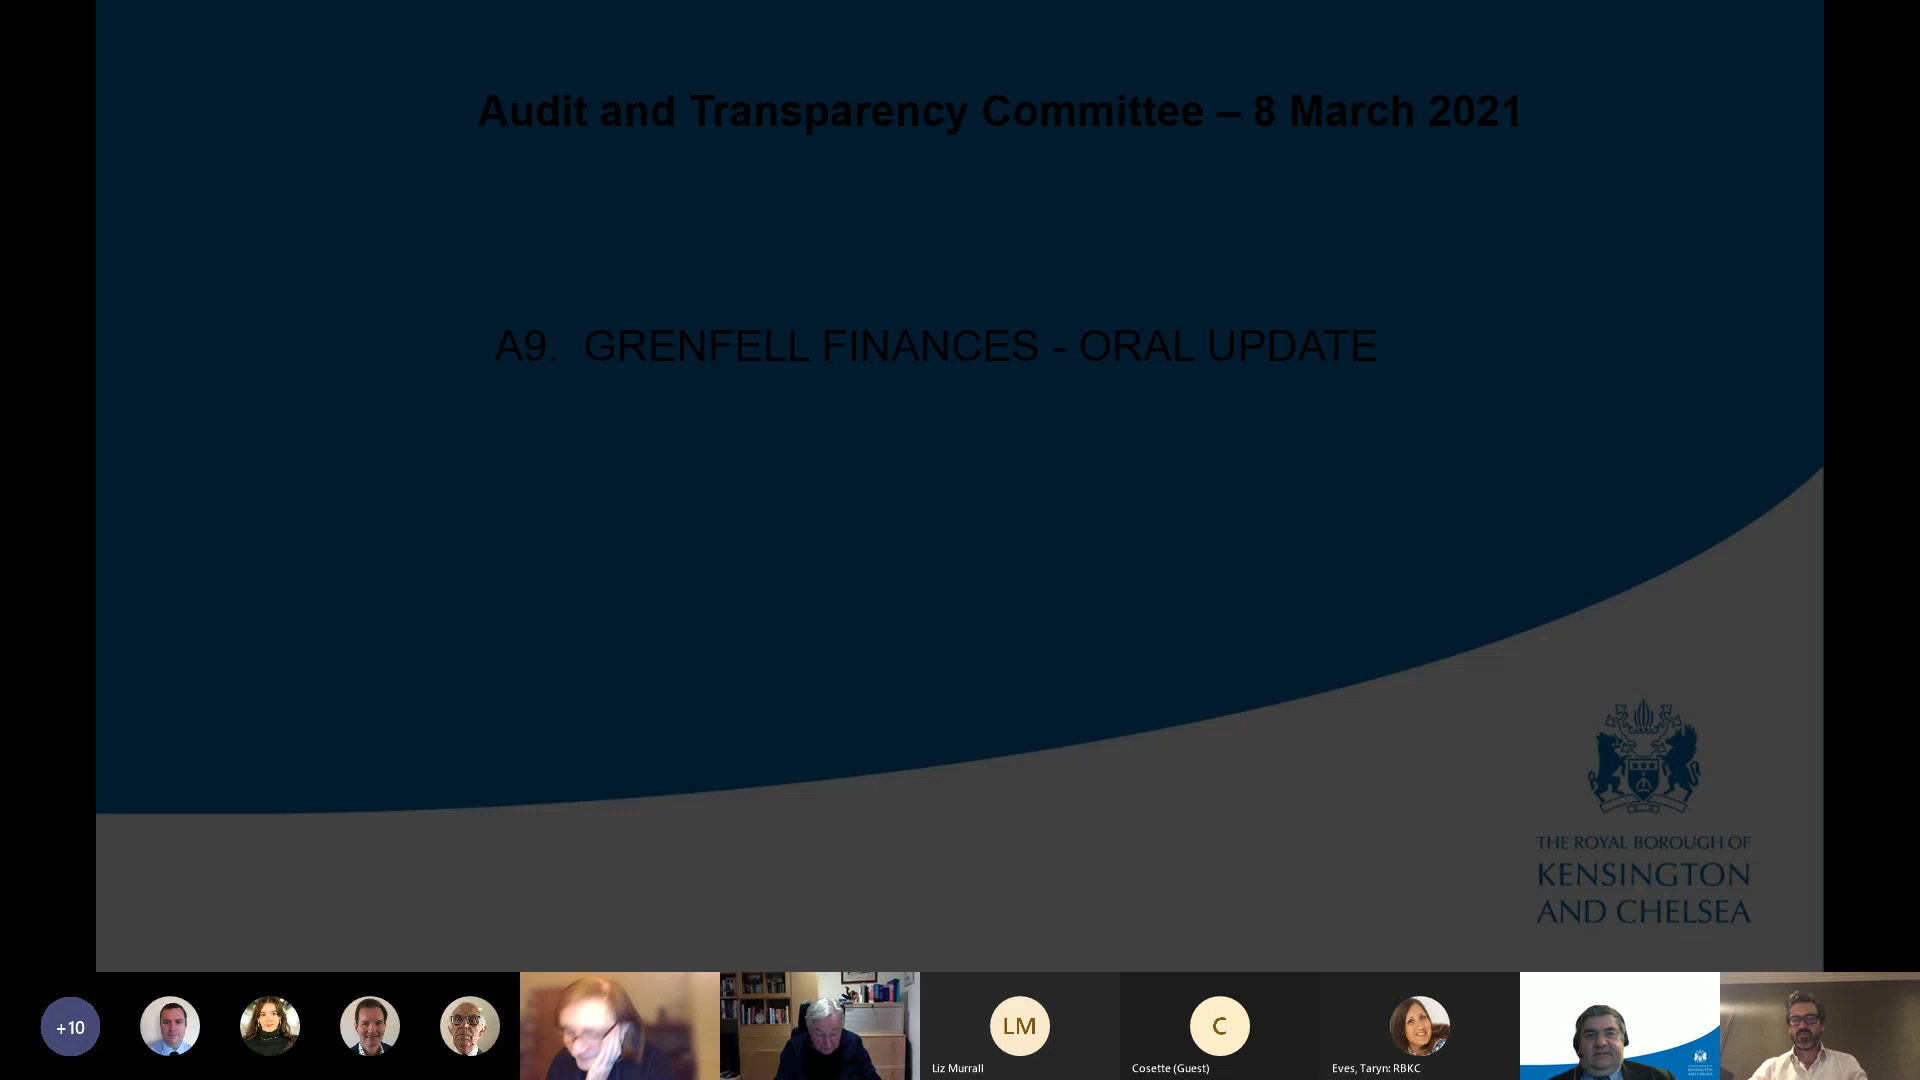 Audit and Transparency Committee – 8 March 2021
A9. GRENFELL FINANCES - ORAL UPDATE
THE ROYAL BOROUGH OF
KENSINGTON
AND CHELSEA
+10
LM
Liz Murrall
C
Cosette (Guest)
Eves, Taryn: RBKC